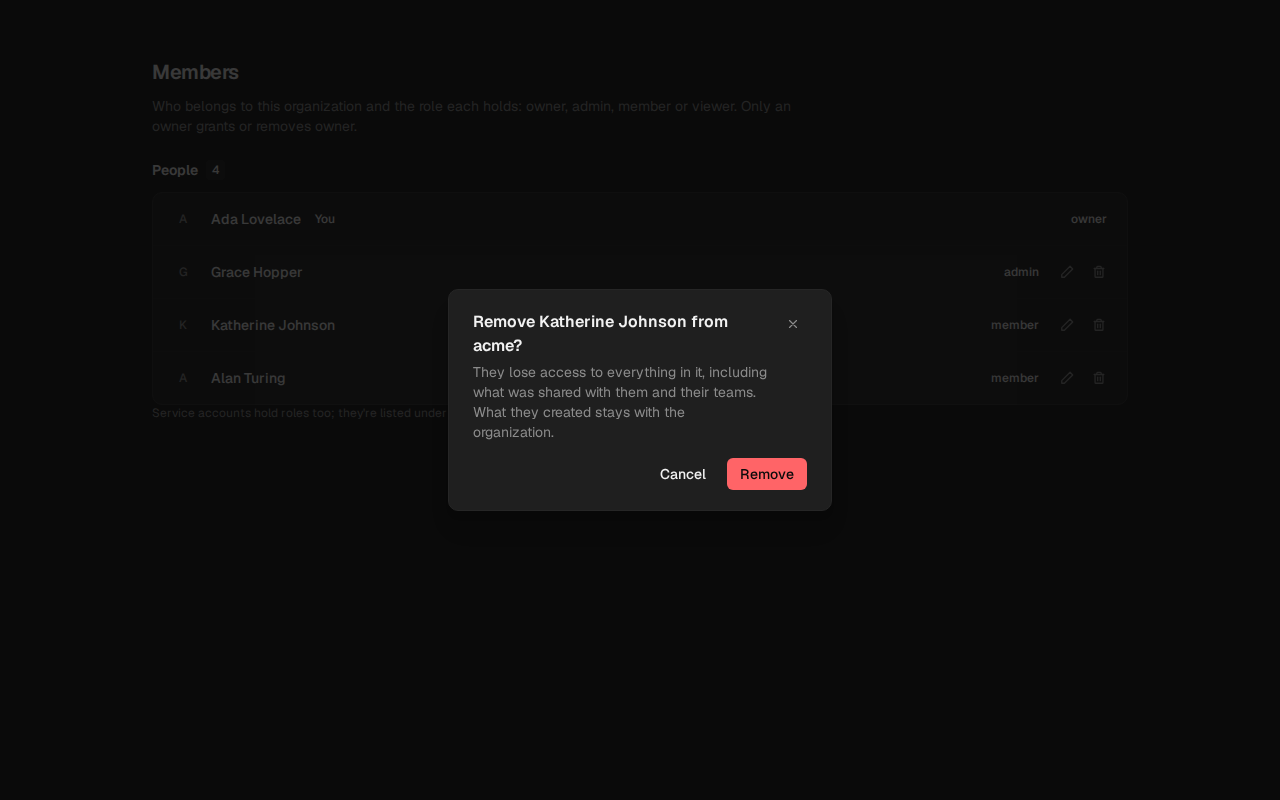 Members
Who belongs to this organization and the role each holds: owner, admin, member or viewer. Only an
owner grants or removes owner.
People 4
A Ada Lovelace You owner
G Grace Hopper admin
K Katherine Johnson member
A Alan Turing member
Service accounts hold roles too; they're listed under
Remove Katherine Johnson from
acme?
They lose access to everything in it, including
what was shared with them and their teams.
What they created stays with the
organization.
Cancel Remove